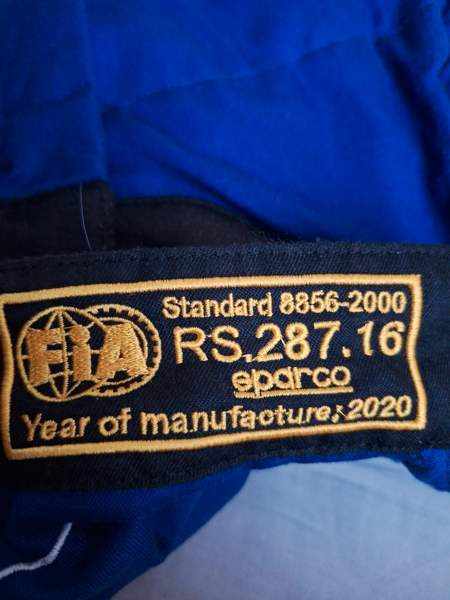 FiA
Standard 8856-2000
RS.287.16
sparco
Year of manufacture: 2020